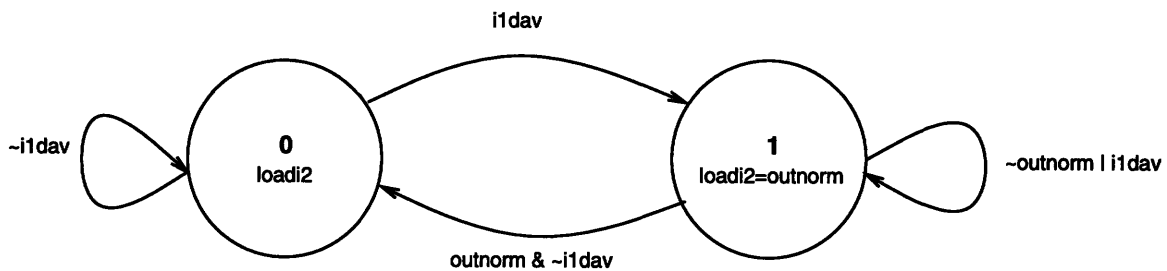 i1dav
~i1dav
0
loadi2
1
loadi2=outnorm
~outnorm | i1dav
outnorm & ~i1dav